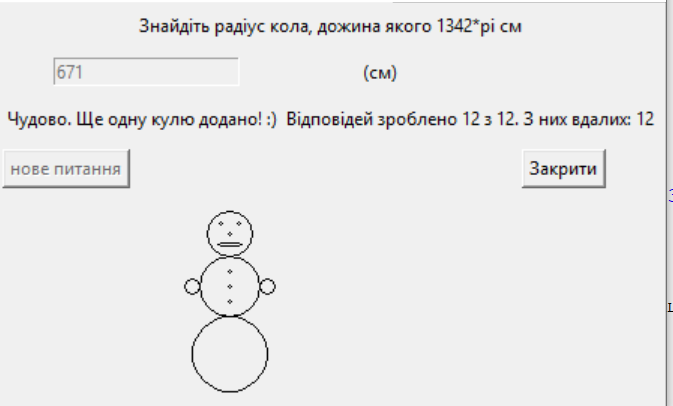 Знайдіть радіус кола, дожина якого 1342*рі см
671 (см)
Чудово. Ще одну кулю додано! :) Відповідей зроблено 12 з 12. З них вдалих: 12
нове питання Закрити